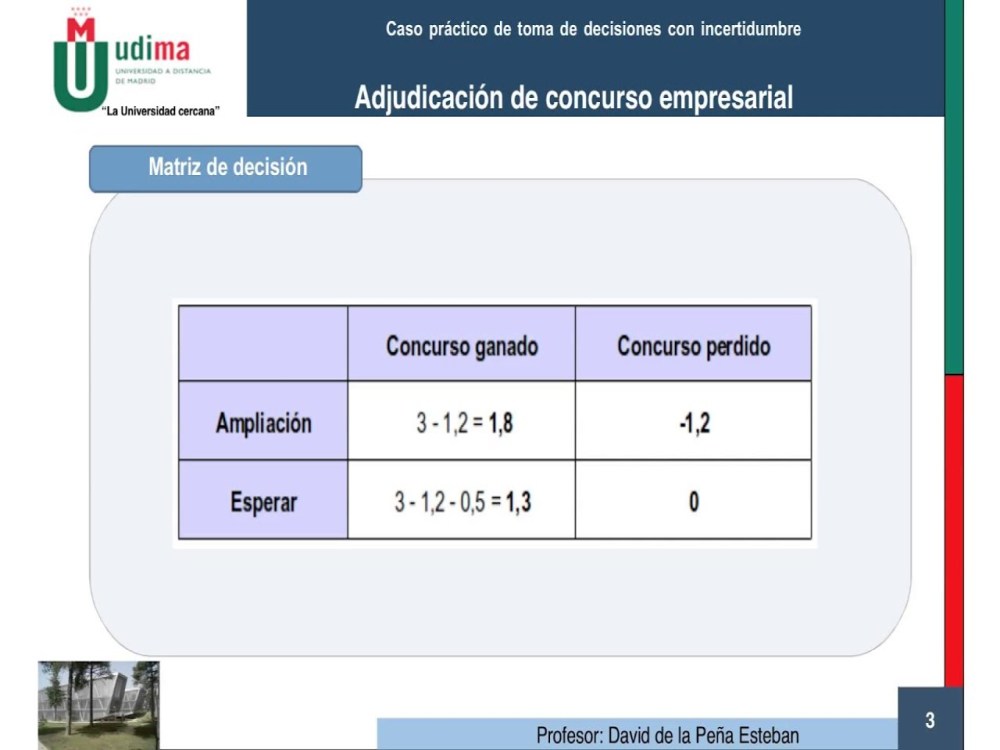 udima
UNIVERSIDAD A DISTANCIA
DE MADRID
“La Universidad cercana”
Caso práctico de toma de decisiones con incertidumbre
Adjudicación de concurso empresarial
Matriz de decisión
Concurso ganado Concurso perdido
Ampliación 3 - 1,2 = 1,8 -1,2
Esperar 3 - 1,2 - 0,5 = 1,3 0
Profesor: David de la Peña Esteban
3